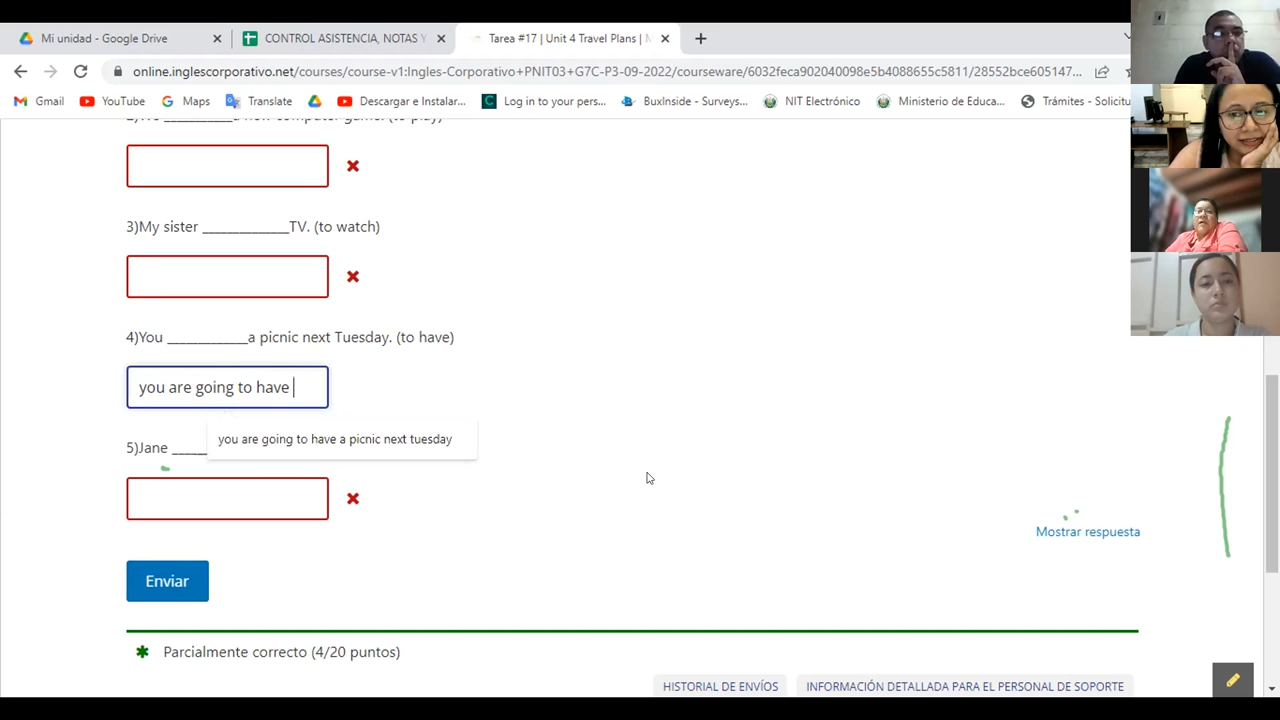 Mi unidad - Google Drive
CONTROL ASISTENCIA, NOTAS Y
Tarea #17 | Unit 4 Travel Plans |
online.inglescorporativo.net/courses/course-v1:Ingles-Corporativo+PNIT03+G7C-P3-09-2022/courseware/6032feca902040098e5b4088655c5811/28552bce605147...
Gmail
YouTube
Maps
Translate
Descargar e Instalar...
Log in to your pers...
BuxInside - Surveys...
NIT Electrónico
Ministerio de Educa...
Trámites - Solicitu
3)My sister ______________TV. (to watch)
4)You _____________a picnic next Tuesday. (to have)
you are going to have
you are going to have a picnic next tuesday
5)Jane ______
Mostrar respuesta
Enviar
Parcialmente correcto (4/20 puntos)
HISTORIAL DE ENVÍOS
INFORMACIÓN DETALLADA PARA EL PERSONAL DE SOPORTE